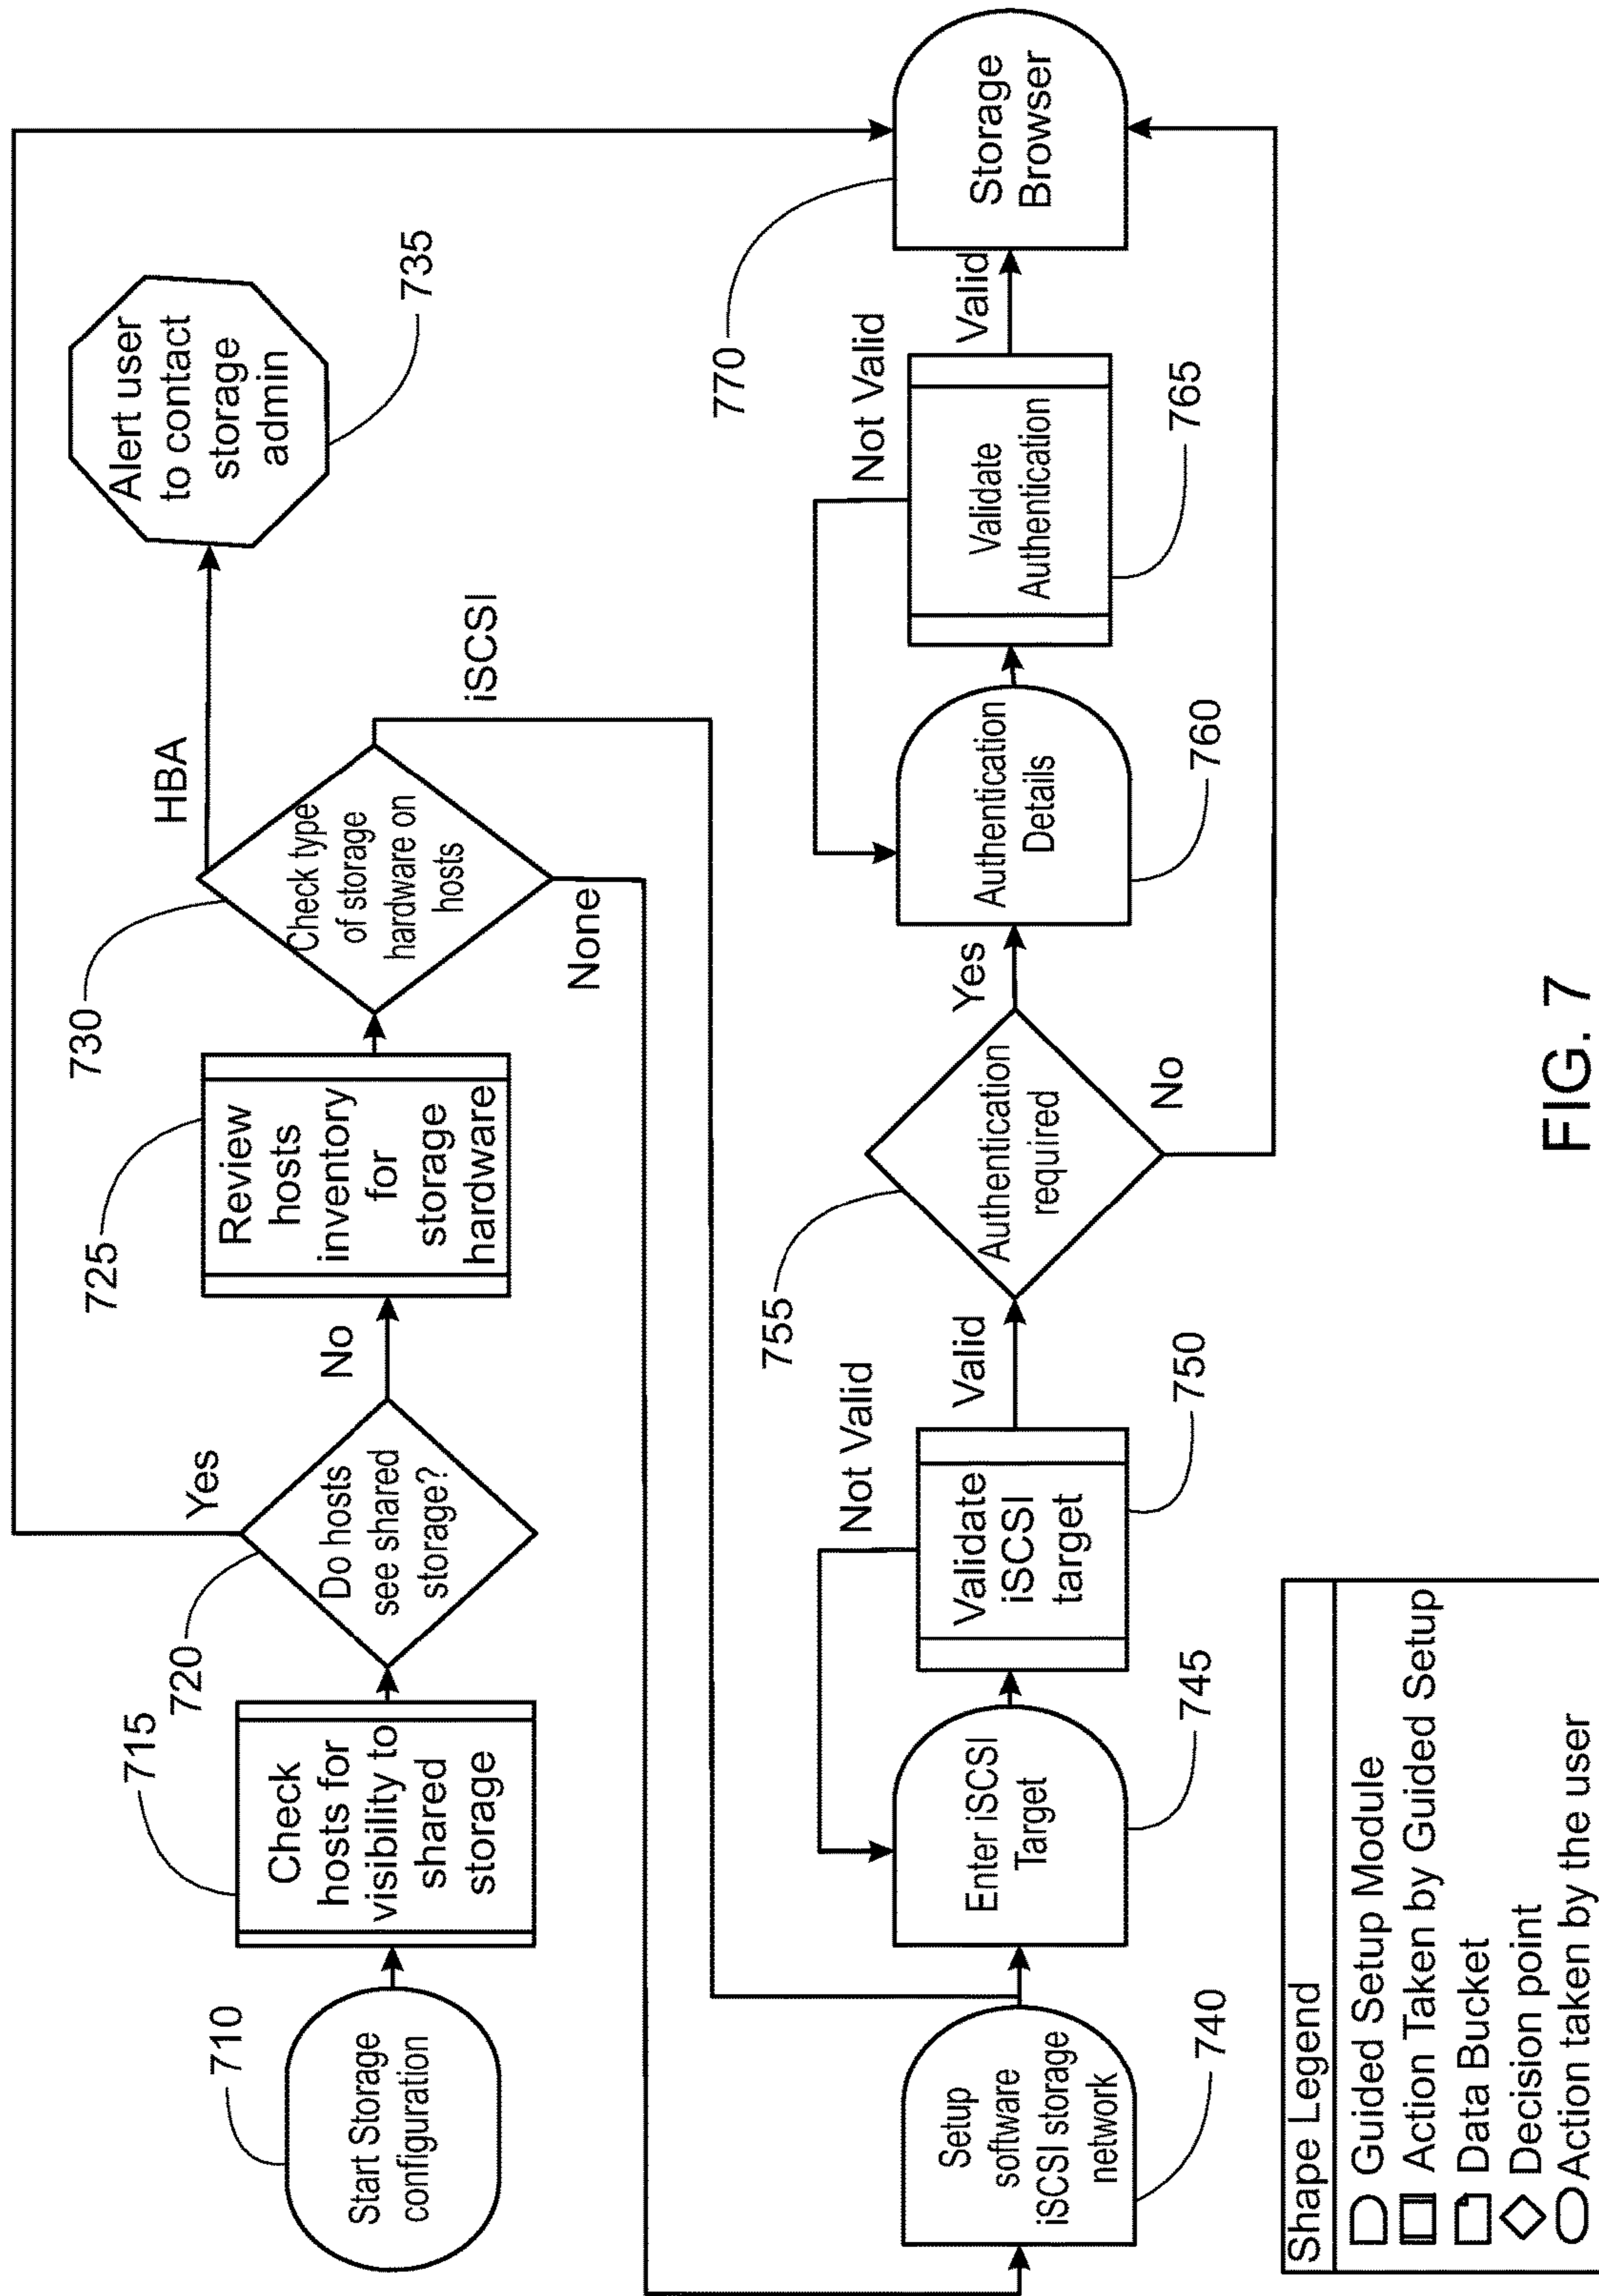 710
Start Storage
configuration
715
Check
hosts for
visibility to
shared
storage
720
Do hosts
see shared
storage?
Yes
No
725
Review
hosts
inventory
for
storage
hardware
730
Check type
of storage
hardware on
hosts
HBA
iSCSI
None
Alert user
to contact
storage
admin
735
Setup
software
iSCSI storage
network
740
Enter iSCSI
Target
745
Not Valid
Validate
iSCSI
target
750
Valid
755
Authentication
required
Yes
No
Authentication
Details
760
Not Valid
Validate
Authentication
765
Valid
770
Storage
Browser
Shape Legend
Guided Setup Module
Action Taken by Guided Setup
Data Bucket
Decision point
Action taken by the user
FIG. 7